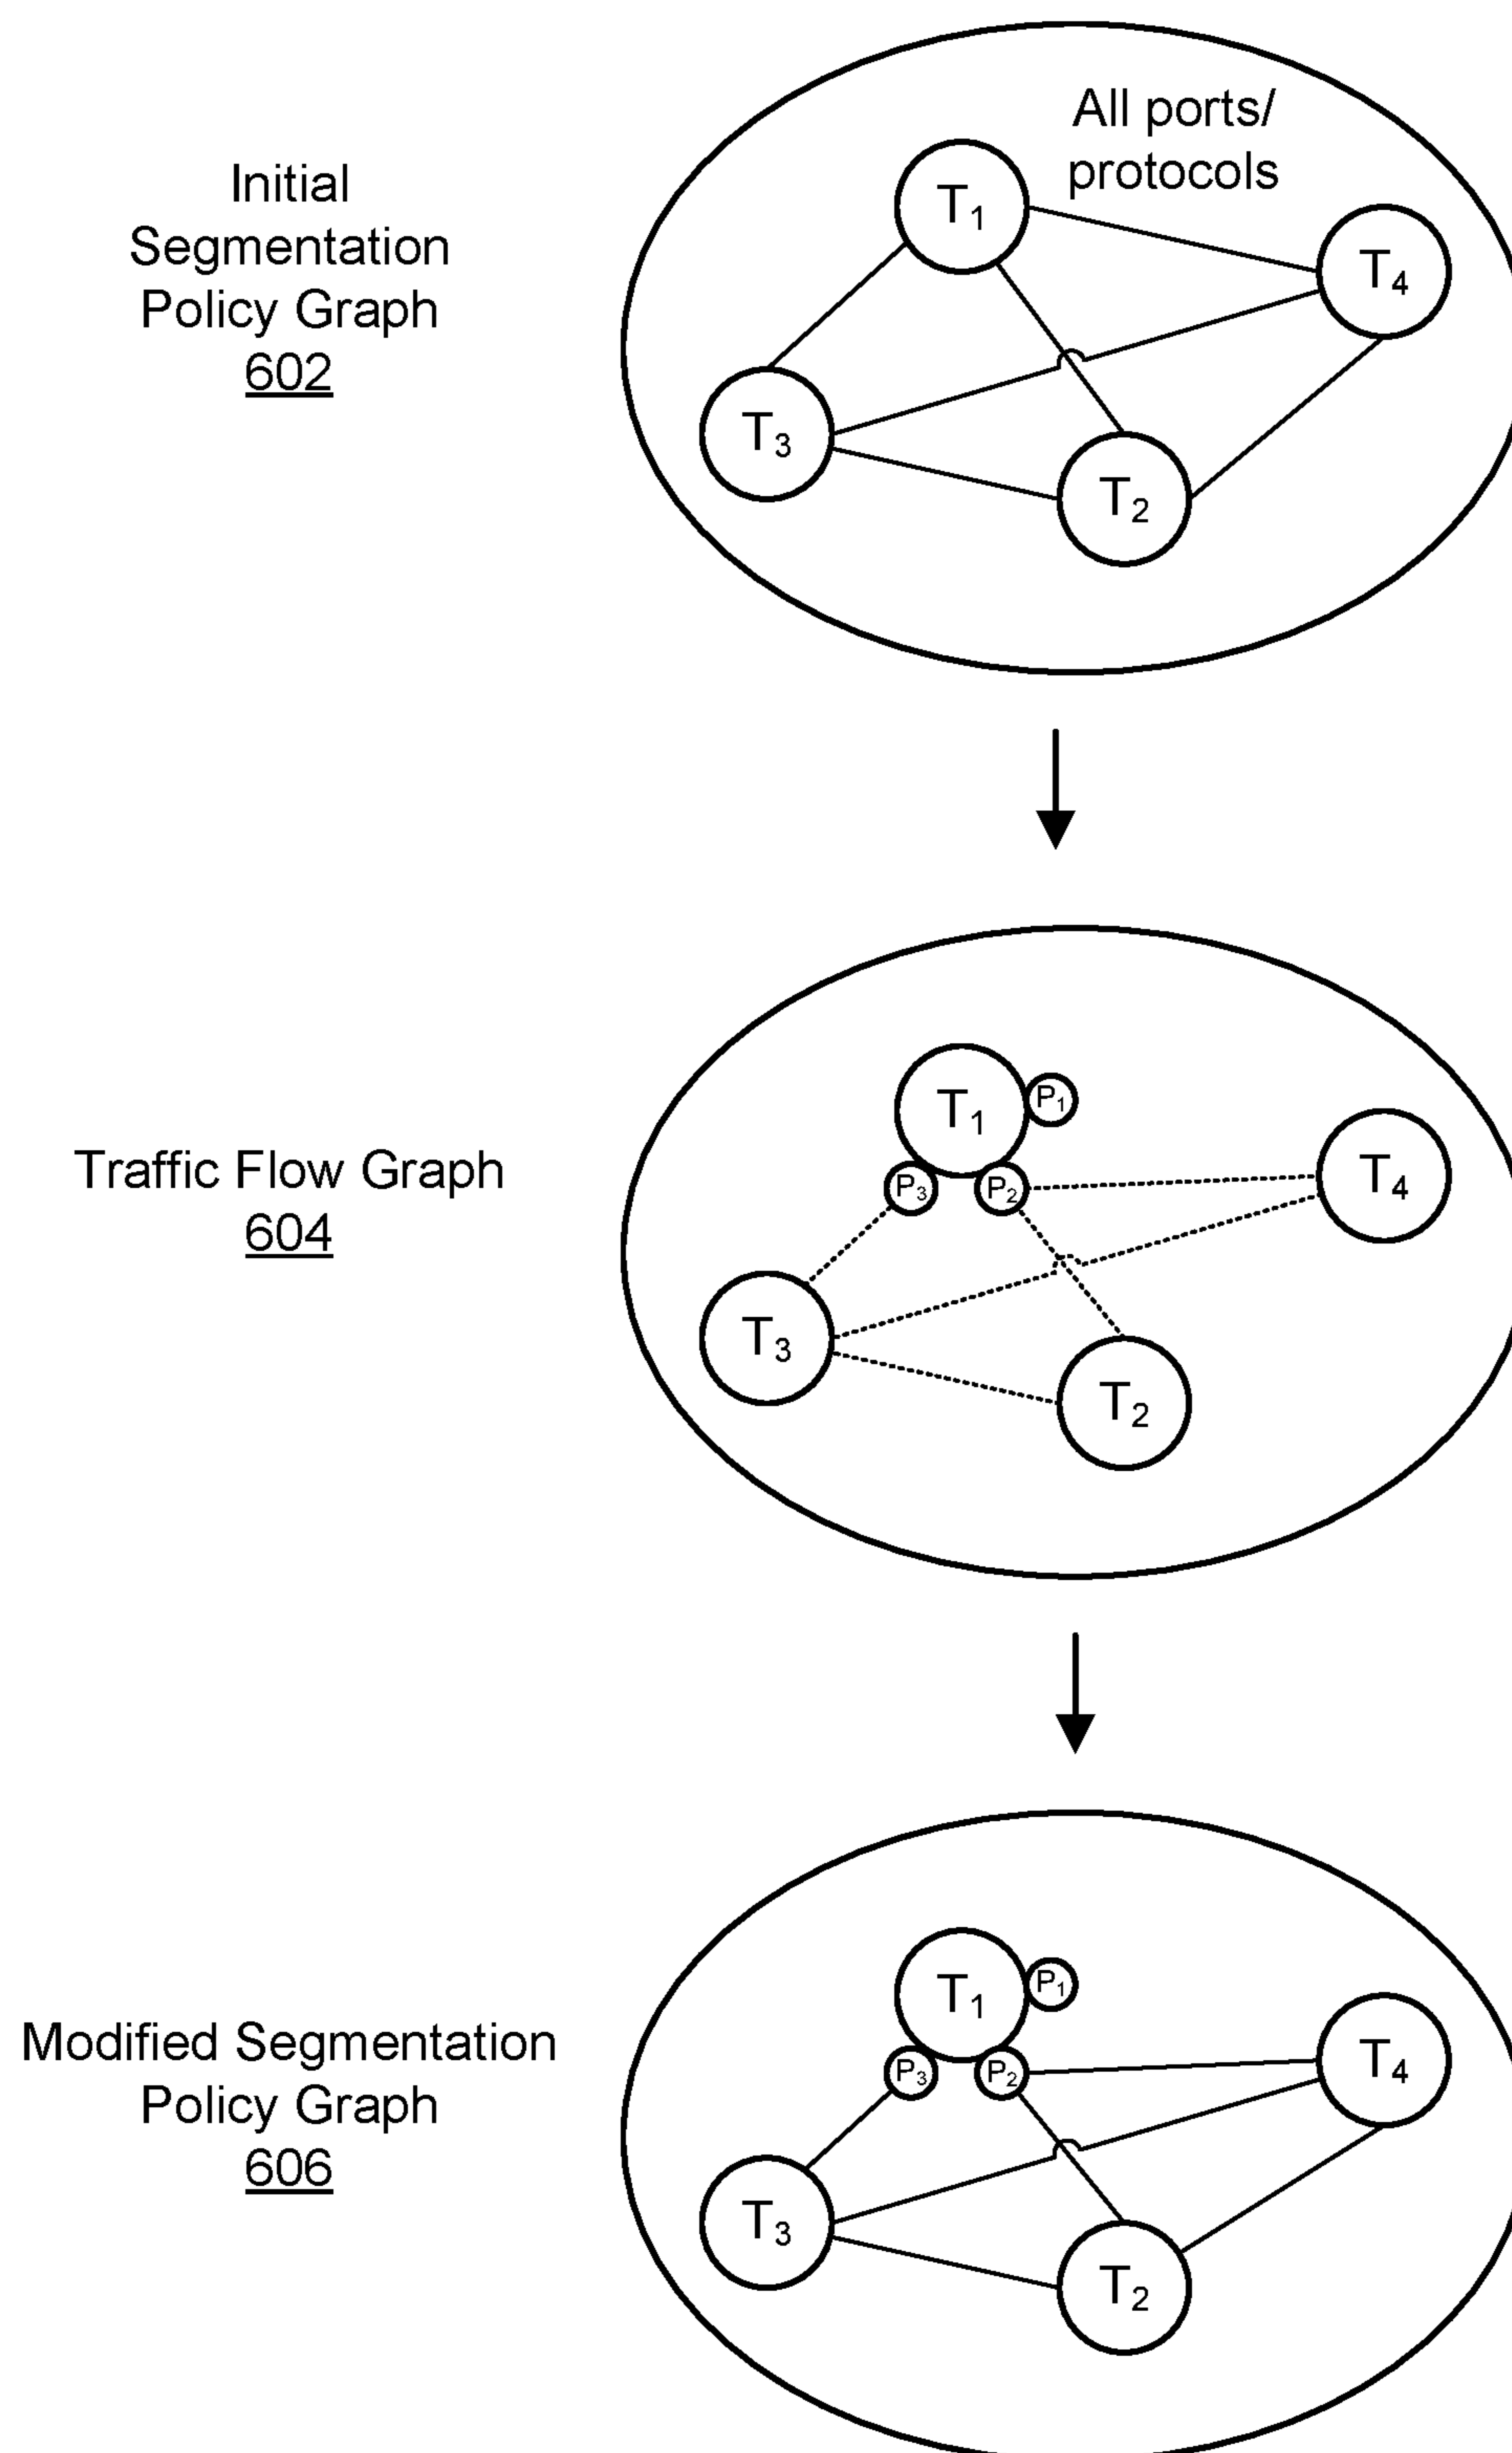 Initial
Segmentation
Policy Graph
602
All ports/
protocols
T1
T4
T3
T2
Traffic Flow Graph
604
T1
P1
P3
P2
T4
T3
T2
Modified Segmentation
Policy Graph
606
T1
P1
P3
P2
T4
T3
T2